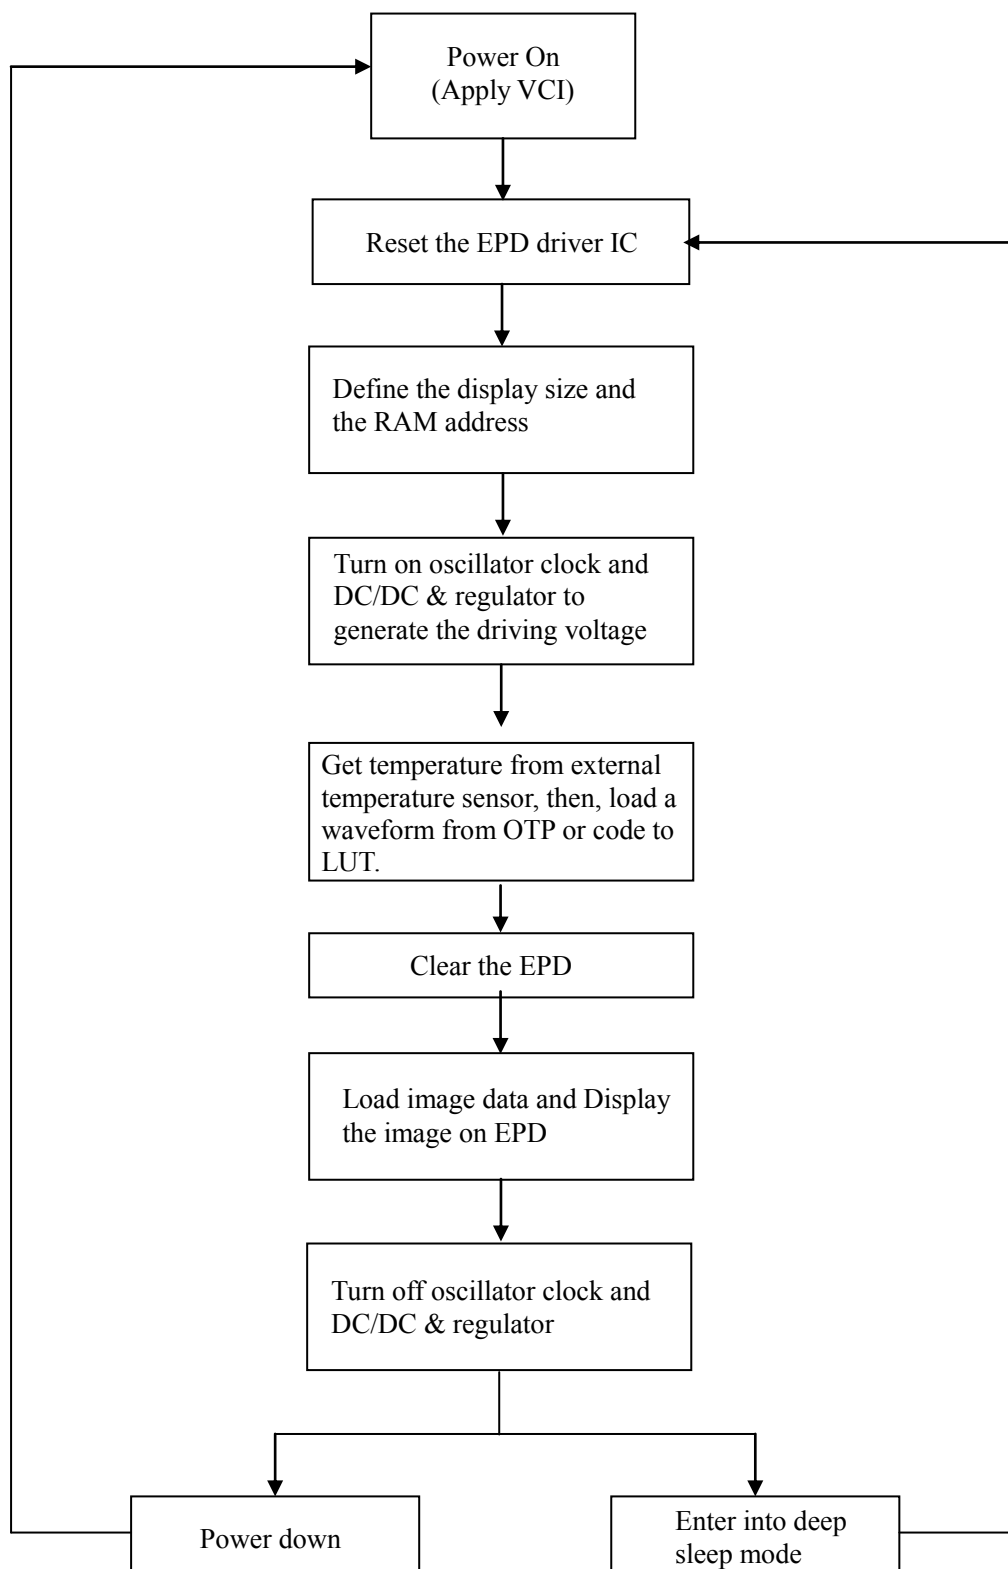 Power On
(Apply VCI)
Reset the EPD driver IC
Define the display size and
the RAM address
Turn on oscillator clock and
DC/DC & regulator to
generate the driving voltage
Get temperature from external
temperature sensor, then, load a
waveform from OTP or code to
LUT.
Clear the EPD
Load image data and Display
the image on EPD
Turn off oscillator clock and
DC/DC & regulator
Power down
Enter into deep
sleep mode